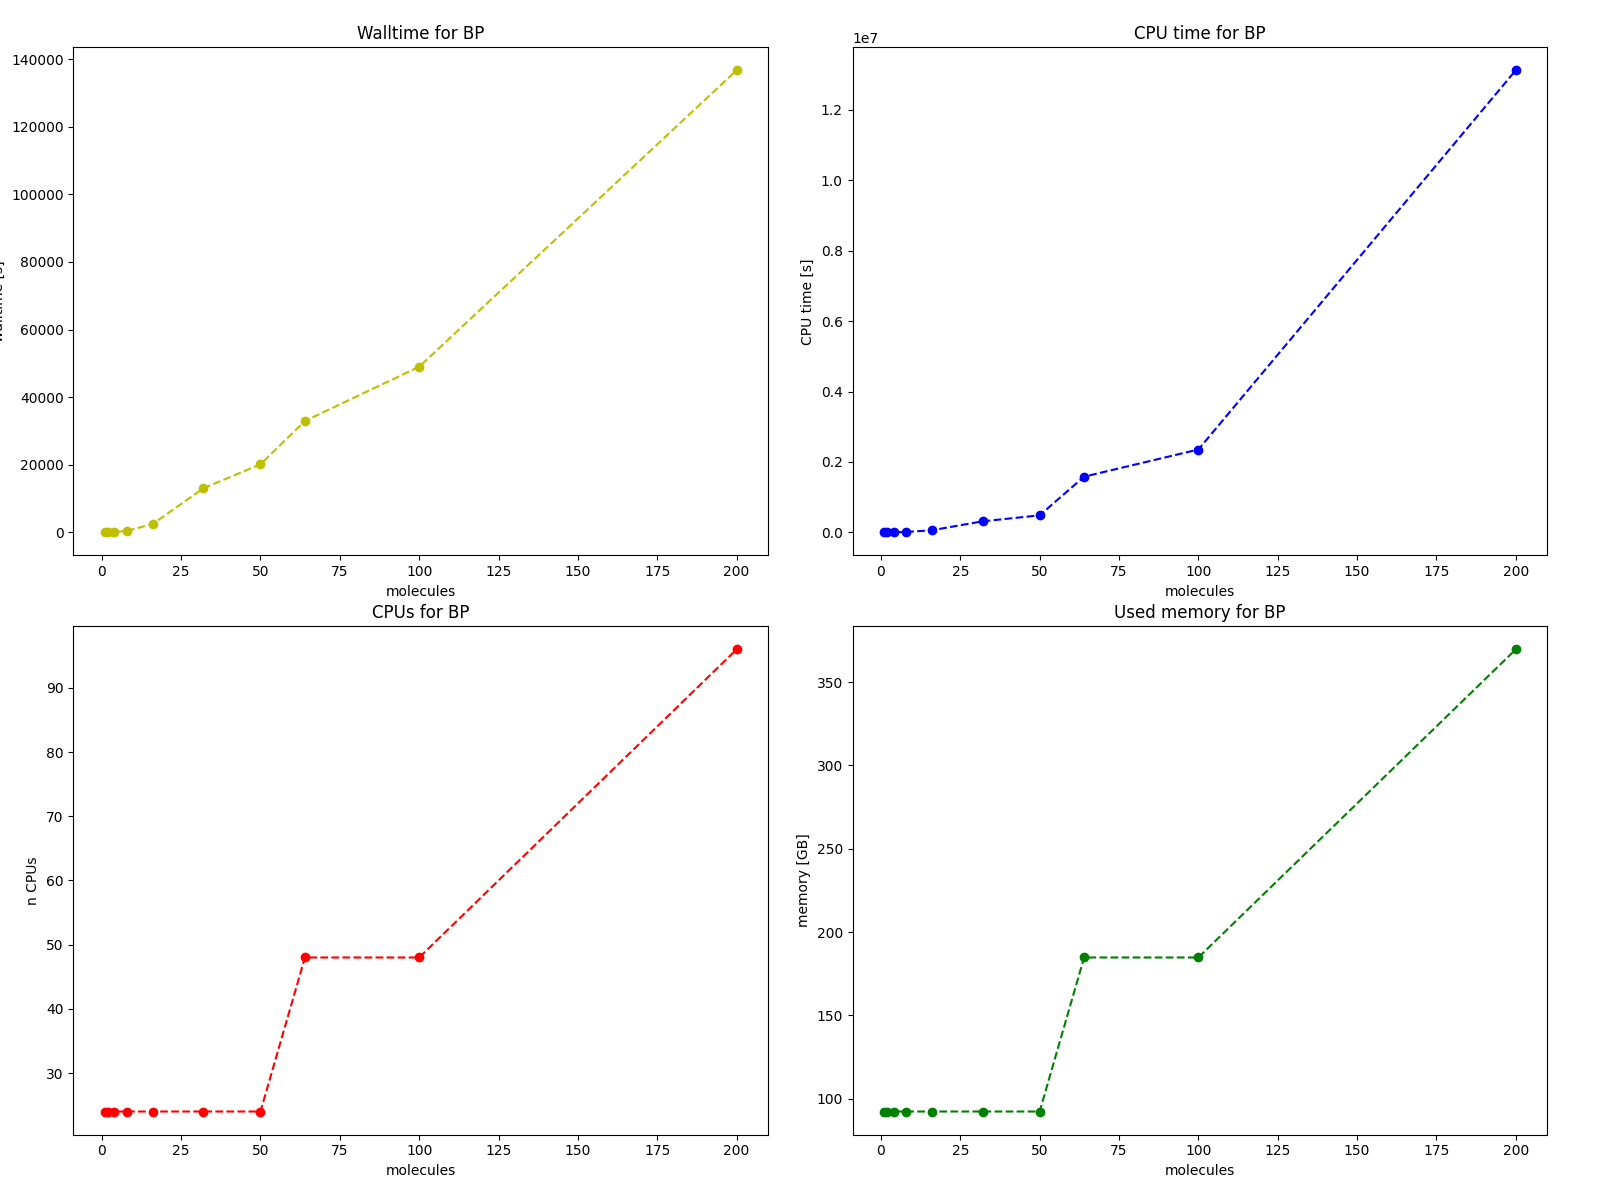 Walltime for BP
140000
120000
100000
80000
60000
40000
20000
0
0 25 50 75 100 125 150 175 200
molecules
CPU time for BP
1e7
1.2
1.0
0.8
0.6
0.4
0.2
0.0
CPU time [s]
0 25 50 75 100 125 150 175 200
molecules
CPUs for BP
90
80
70
60
50
40
30
n CPUs
0 25 50 75 100 125 150 175 200
molecules
Used memory for BP
350
300
250
200
150
100
memory [GB]
0 25 50 75 100 125 150 175 200
molecules